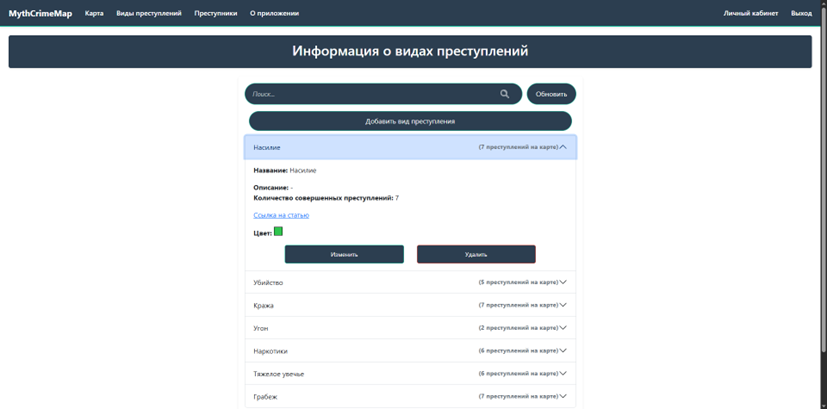 MythCrimeMap Карта Виды преступлений Преступники О приложении Личный кабинет Выход
Информация о видах преступлений
Поиск... Обновить
Добавить вид преступления
Насилие (7 преступлений на карте)
Название: Насилие
Описание: -
Количество совершенных преступлений: 7
Ссылка на статью
Цвет:
Изменить Удалить
Убийство (5 преступлений на карте)
Кража (7 преступлений на карте)
Угон (2 преступлений на карте)
Наркотики (6 преступлений на карте)
Тяжелое увечье (6 преступлений на карте)
Грабеж (6 преступлений на карте)